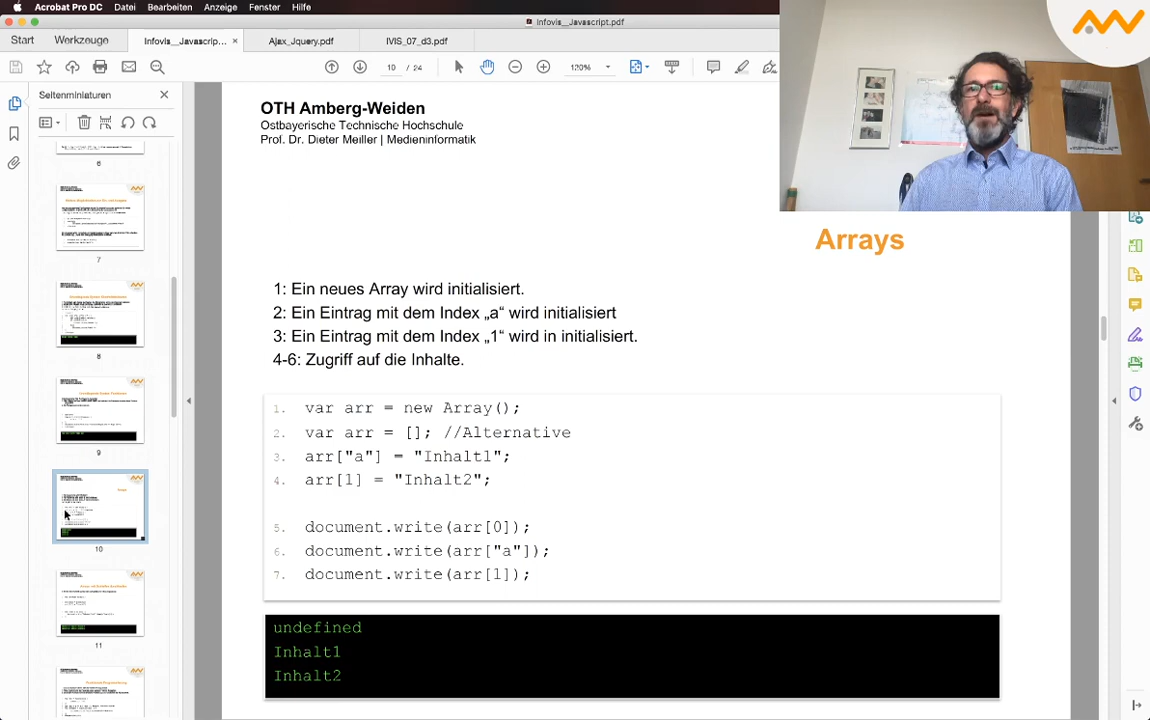 Acrobat Pro DC Datei Bearbeiten Anzeige Fenster Hilfe
Infovis__Javascript.pdf
Start Werkzeuge Infovis__Javascrip... × Ajax_Jquery.pdf IVIS_07_d3.pdf
10 / 24 120%
Seitenminiaturen
6
7
8
9
10
11
OTH Amberg-Weiden
Ostbayerische Technische Hochschule
Prof. Dr. Dieter Meiller | Medieninformatik
Arrays
1: Ein neues Array wird initialisiert.
2: Ein Eintrag mit dem Index „a“ wird initialisiert
3: Ein Eintrag mit dem Index „1“ wird in initialisiert.
4-6: Zugriff auf die Inhalte.
1. var arr = new Array();
2. var arr = []; //Alternative
3. arr["a"] = "Inhalt1";
4. arr[1] = "Inhalt2";
5. document.write(arr[0]);
6. document.write(arr["a"]);
7. document.write(arr[1]);
undefined
Inhalt1
Inhalt2